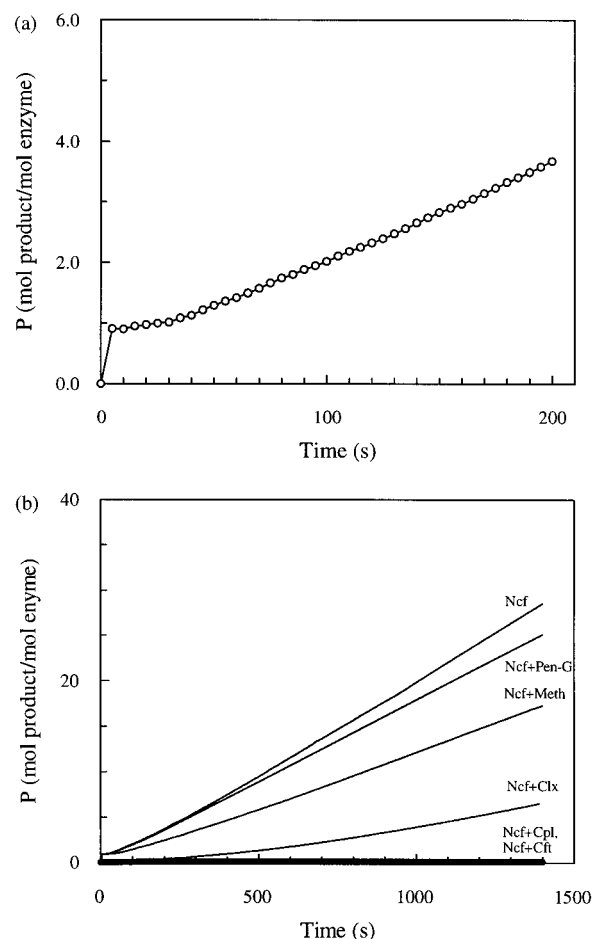 (a)
6.0
4.0
2.0
0.0
P (mol product/mol enzyme)
0
100
200
Time (s)
(b)
40
20
0
P (mol product/mol enyme)
Ncf
Ncf+Pen-G
Ncf+Meth
Ncf+Clx
Ncf+Cpl,
Ncf+Cft
0
500
1000
1500
Time (s)